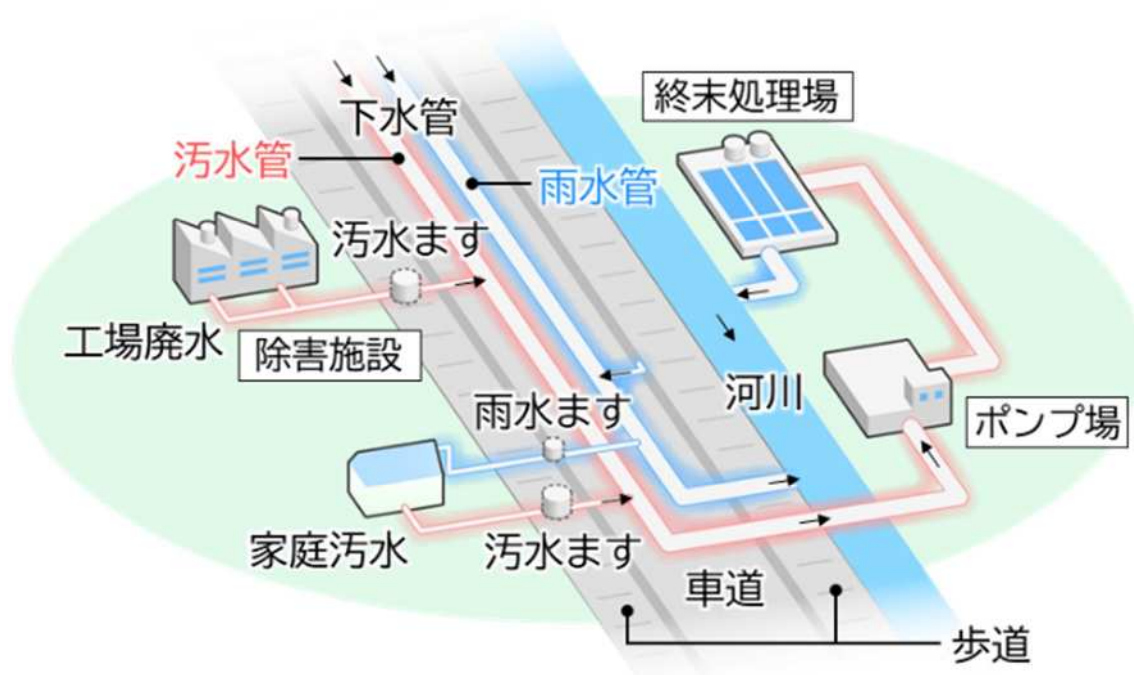 終末処理場
下水管
汚水管
雨水管
汚水ます
工場廃水
除害施設
河川
雨水ます
ポンプ場
家庭汚水
汚水ます
車道
歩道